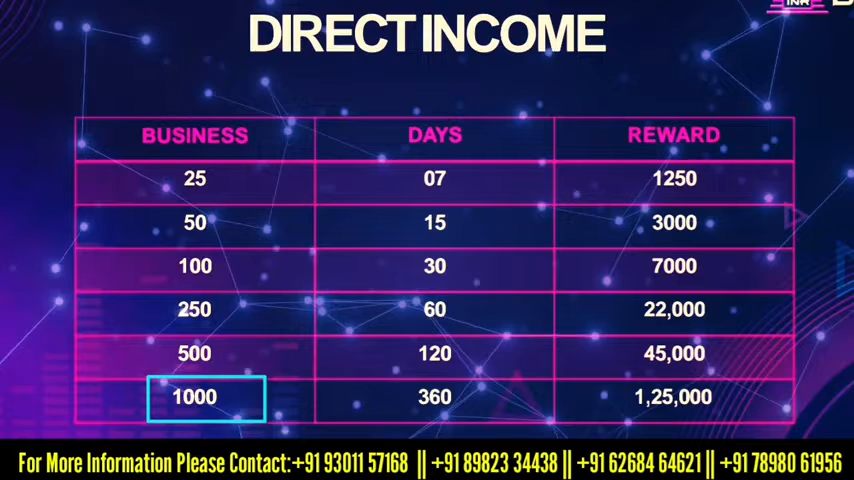 INR
DIRECT INCOME
BUSINESS DAYS REWARD
25 07 1250
50 15 3000
100 30 7000
250 60 22,000
500 120 45,000
1000 360 1,25,000
For More Information Please Contact:+91 93011 57168 || +91 89823 34438 || +91 62684 64621 || +91 78980 61956